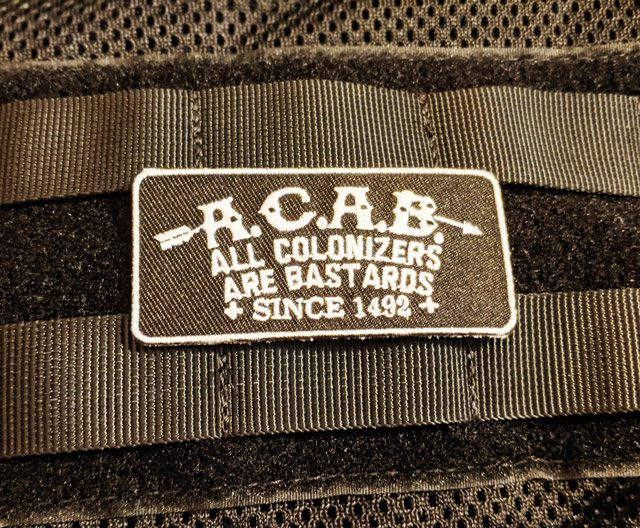 A.C.A.B.
ALL COLONIZERS
ARE BASTARDS
+ SINCE 1492 +